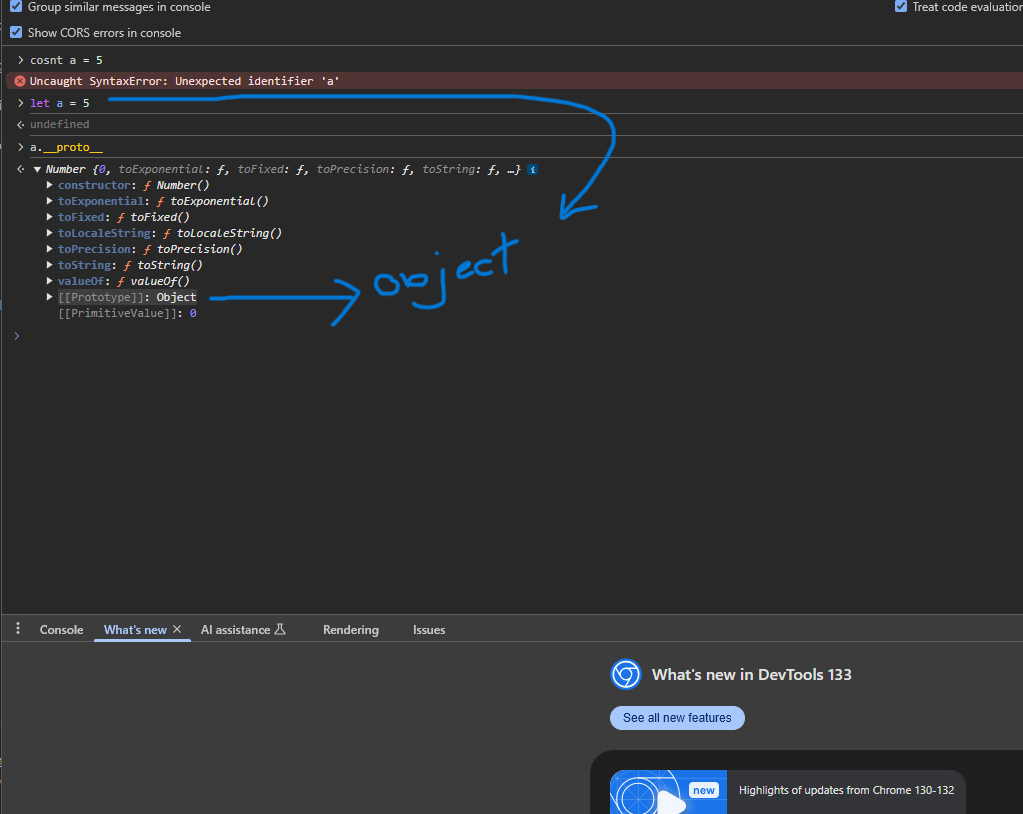 Group similar messages in console
Treat code evaluation
Show CORS errors in console
> cosnt a = 5
Uncaught SyntaxError: Unexpected identifier 'a'
> let a = 5
undefined
> a.__proto__
Number {0, toExponential: ƒ, toFixed: ƒ, toPrecision: ƒ, toString: ƒ, …}
constructor: ƒ Number()
toExponential: ƒ toExponential()
toFixed: ƒ toFixed()
toLocaleString: ƒ toLocaleString()
toPrecision: ƒ toPrecision()
toString: ƒ toString()
valueOf: ƒ valueOf()
[[Prototype]]: Object
[[PrimitiveValue]]: 0
object
>
Console What's new × AI assistance Rendering Issues
What's new in DevTools 133
See all new features
new
Highlights of updates from Chrome 130-132